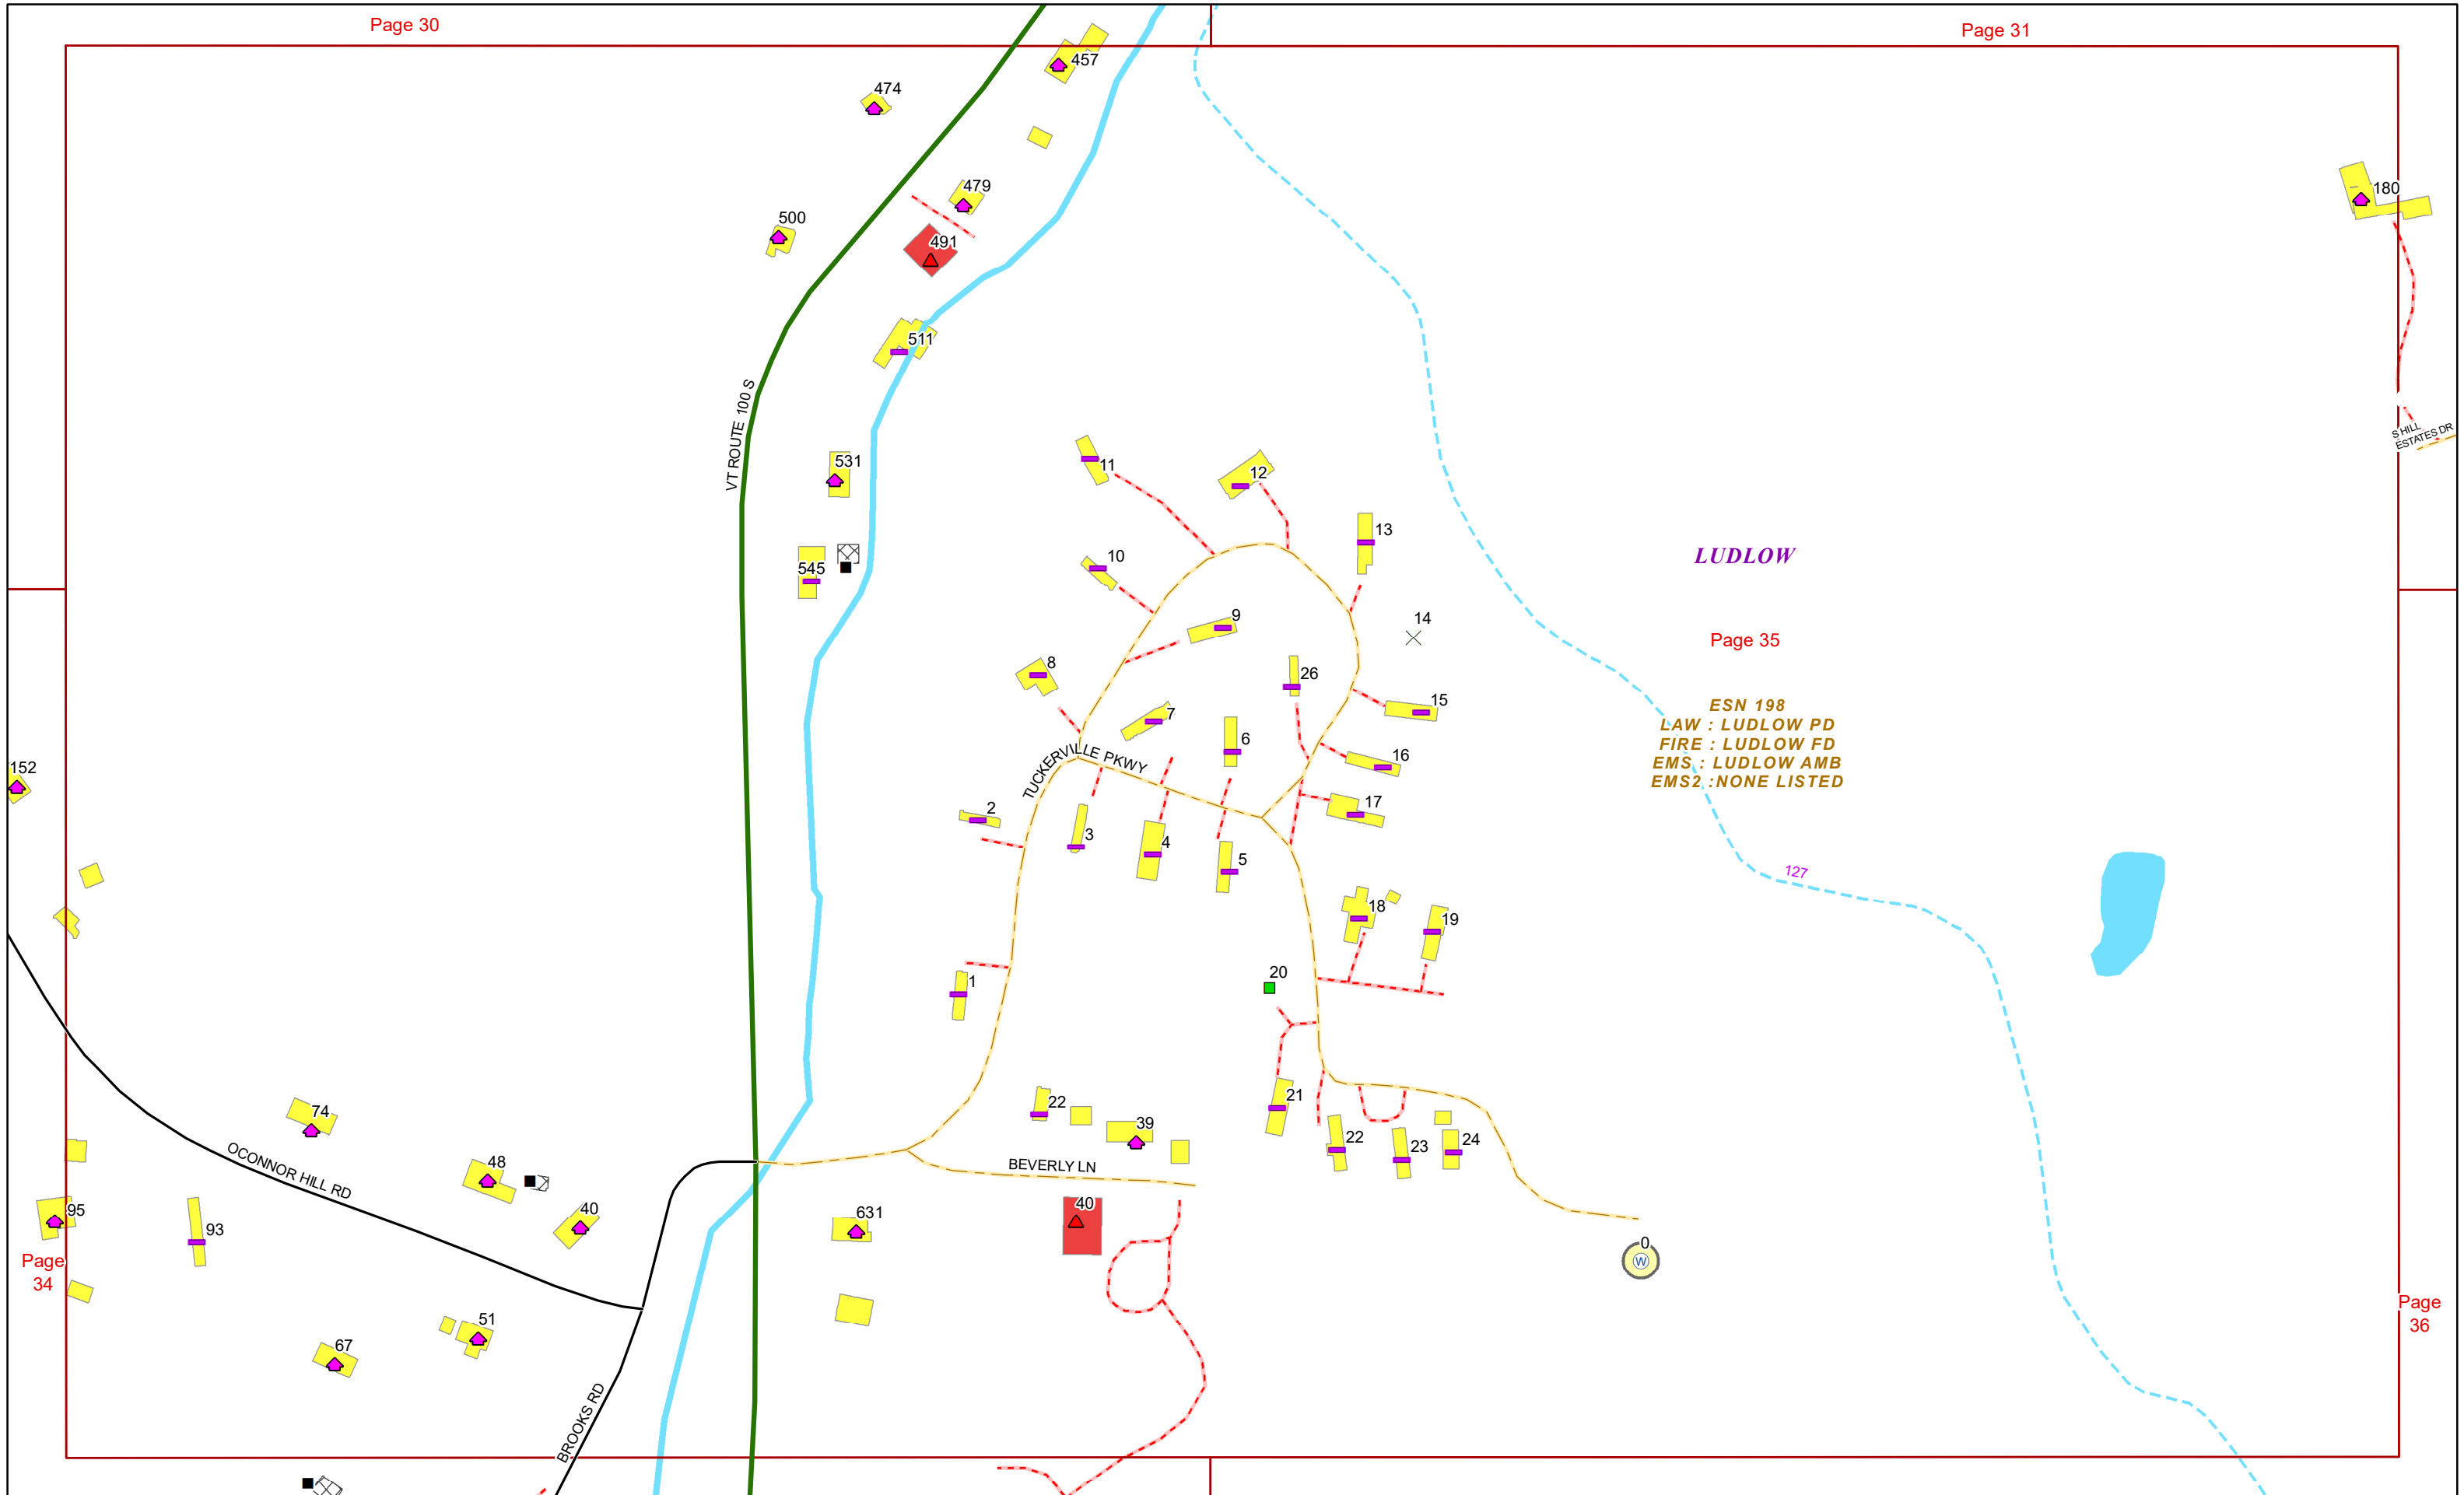 Page 30
Page 31
457
474
479
180
500
491
511
VT ROUTE 100 S
S HILL
ESTATES DR
531
11
12
13
545
10
LUDLOW
9
14
Page 35
8
26
15
7
6
ESN 198
LAW : LUDLOW PD
FIRE : LUDLOW FD
EMS : LUDLOW AMB
EMS2 :NONE LISTED
TUCKERVILLE PKWY
16
152
17
2
3
4
5
127
18
19
20
1
74
22
39
21
22
23
24
OCONNOR HILL RD
48
BEVERLY LN
95
93
40
631
40
0
Page
34
Page
36
51
67
BROOKS RD
W